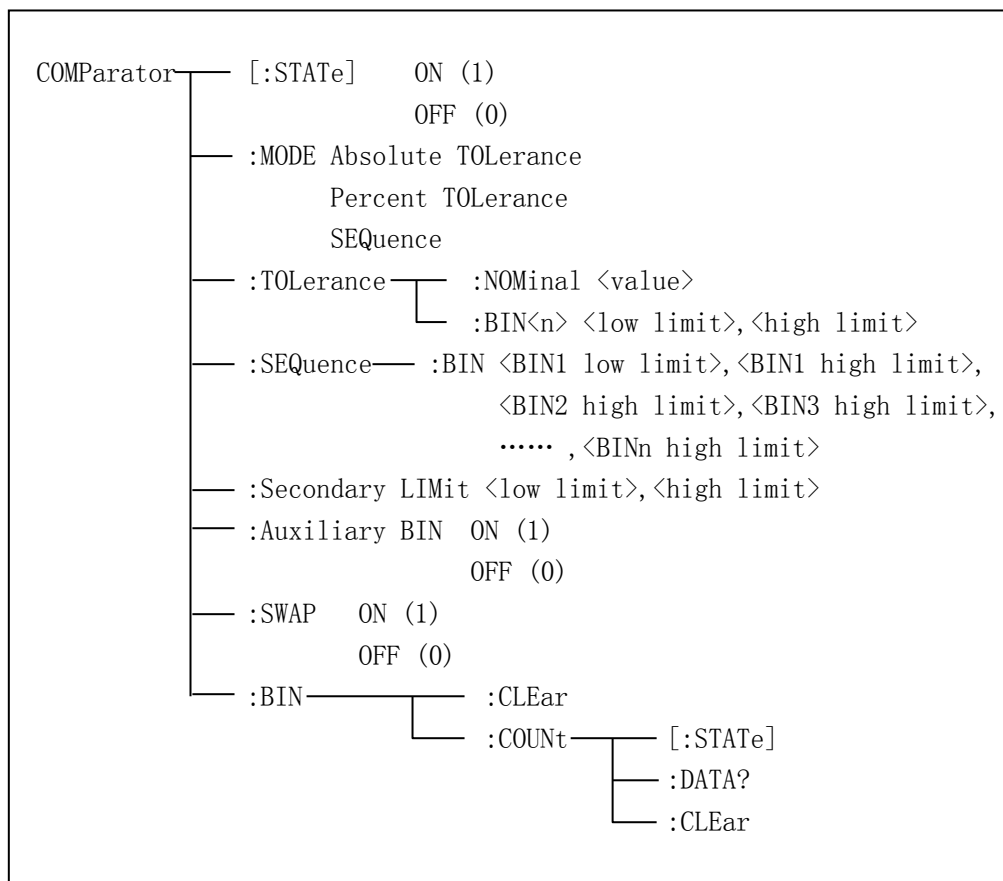 COMParator [:STATe] ON (1)
OFF (0)
:MODE Absolute TOLerance
Percent TOLerance
SEQuence
:TOLerance :NOMinal <value>
:BIN<n> <low limit>,<high limit>
:SEQuence :BIN <BIN1 low limit>,<BIN1 high limit>,
<BIN2 high limit>,<BIN3 high limit>,
…… ,<BINn high limit>
:Secondary LIMit <low limit>,<high limit>
:Auxiliary BIN ON (1)
OFF (0)
:SWAP ON (1)
OFF (0)
:BIN :CLEar
:COUNt [:STATe]
:DATA?
:CLEar